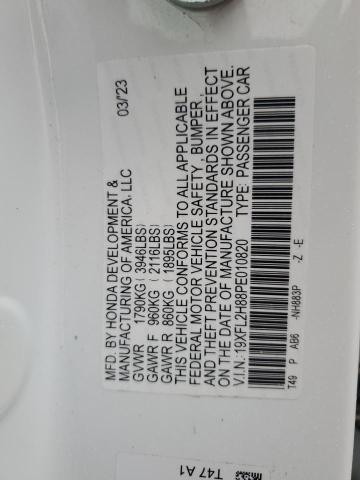 MFD. BY HONDA DEVELOPMENT & 03/'23
MANUFACTURING OF AMERICA, LLC
GVWR 1790KG (3946LBS)
GAWR F 960KG (2116LBS)
GAWR R 860KG (1895LBS)
THIS VEHICLE CONFORMS TO ALL APPLICABLE
FEDERAL MOTOR VEHICLE SAFETY, BUMPER,
AND THEFT PREVENTION STANDARDS IN EFFECT
ON THE DATE OF MANUFACTURE SHOWN ABOVE.
V.I.N.: 19XFL2H88PE010820 TYPE: PASSENGER CAR
T49 P AB6 -NH883P -Z -E
T47 A1